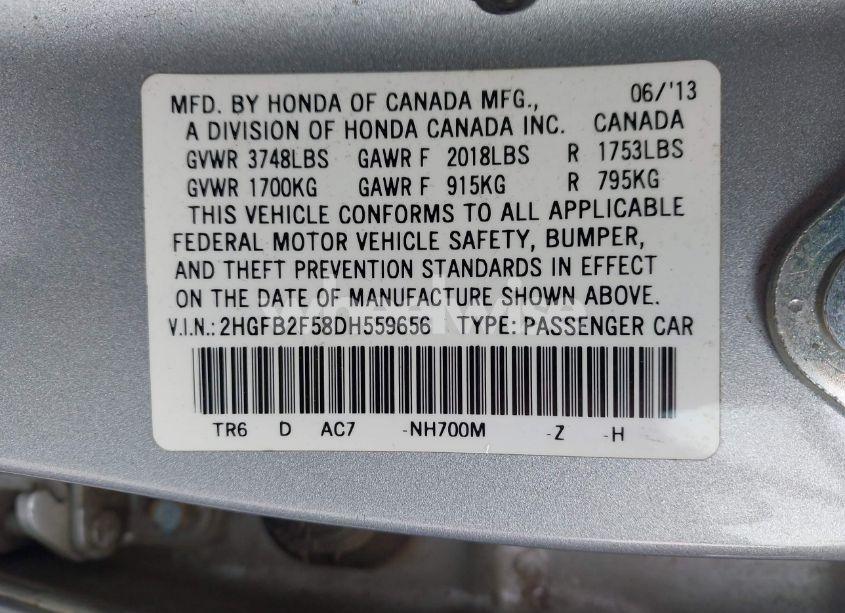 MFD. BY HONDA OF CANADA MFG., 06/'13
A DIVISION OF HONDA CANADA INC. CANADA
GVWR 3748LBS GAWR F 2018LBS R 1753LBS
GVWR 1700KG GAWR F 915KG R 795KG
THIS VEHICLE CONFORMS TO ALL APPLICABLE
FEDERAL MOTOR VEHICLE SAFETY, BUMPER,
AND THEFT PREVENTION STANDARDS IN EFFECT
ON THE DATE OF MANUFACTURE SHOWN ABOVE.
V.I.N.: 2HGFB2F58DH559656 TYPE: PASSENGER CAR
TR6 D AC7 -NH700M -Z -H